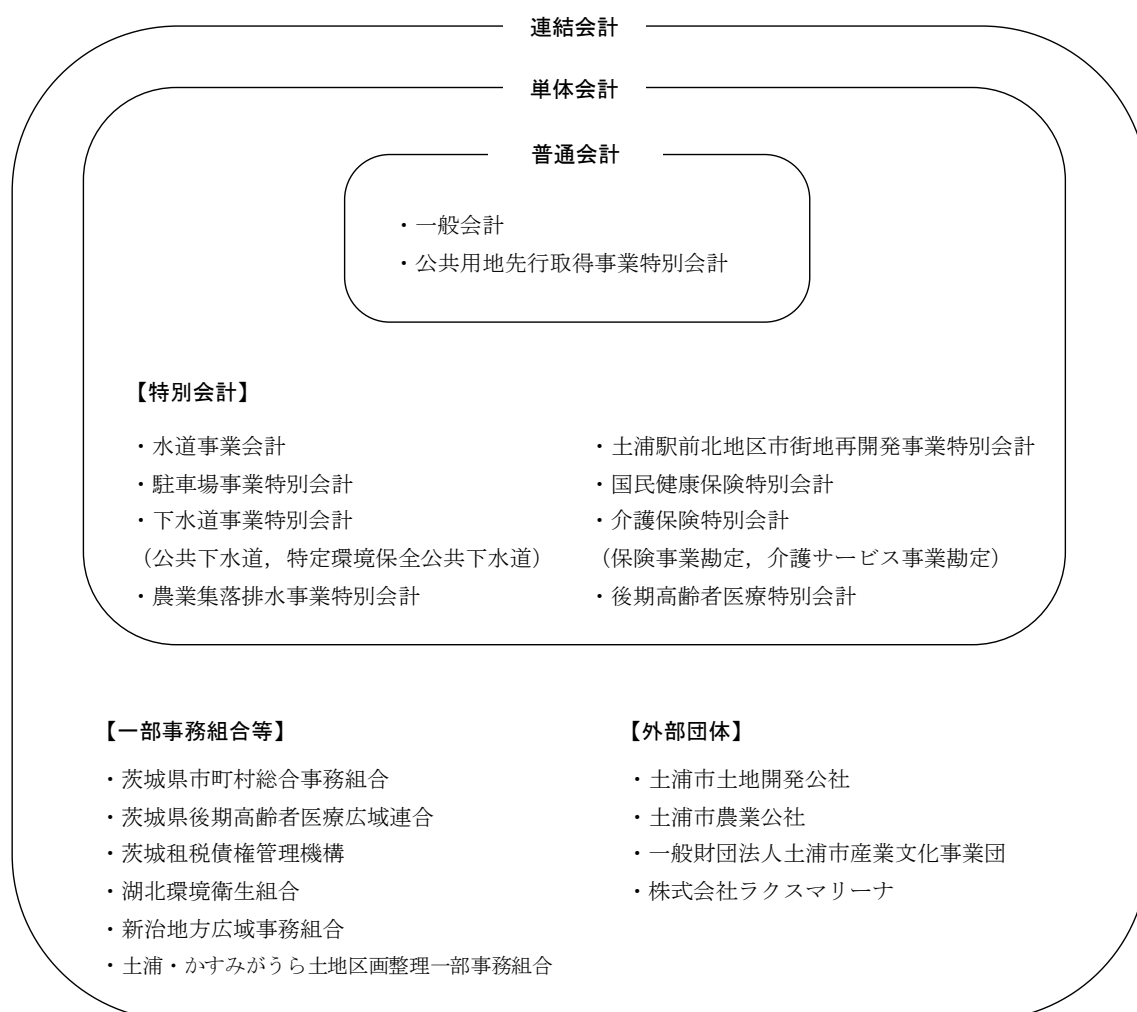 連結会計
単体会計
普通会計
・一般会計
・公共用地先行取得事業特別会計
【特別会計】
・水道事業会計
・駐車場事業特別会計
・下水道事業特別会計
（公共下水道，特定環境保全公共下水道）
・農業集落排水事業特別会計
・土浦駅前北地区市街地再開発事業特別会計
・国民健康保険特別会計
・介護保険特別会計
（保険事業勘定，介護サービス事業勘定）
・後期高齢者医療特別会計
【一部事務組合等】
・茨城県市町村総合事務組合
・茨城県後期高齢者医療広域連合
・茨城租税債権管理機構
・湖北環境衛生組合
・新治地方広域事務組合
・土浦・かすみがうら土地区画整理一部事務組合
【外部団体】
・土浦市土地開発公社
・土浦市農業公社
・一般財団法人土浦市産業文化事業団
・株式会社ラクスマリーナ